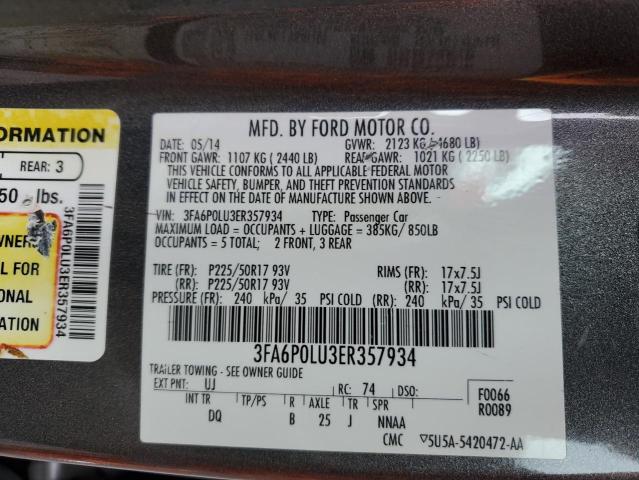 ORMATION
REAR: 3
50 lbs.
OWNERS
L FOR
ONAL
ATION
3FA6P0LU3ER357934
MFD. BY FORD MOTOR CO.
DATE: 05/14 GVWR: 2123 KG (4680 LB)
FRONT GAWR: 1107 KG (2440 LB) REAR GAWR: 1021 KG (2250 LB)
THIS VEHICLE CONFORMS TO ALL APPLICABLE FEDERAL MOTOR
VEHICLE SAFETY, BUMPER, AND THEFT PREVENTION STANDARDS
IN EFFECT ON THE DATE OF MANUFACTURE SHOWN ABOVE.
VIN: 3FA6P0LU3ER357934 TYPE: Passenger Car
MAXIMUM LOAD = OCCUPANTS + LUGGAGE = 385KG/ 850LB
OCCUPANTS = 5 TOTAL; 2 FRONT, 3 REAR
TIRE (FR): P225/50R17 93V RIMS (FR): 17x7.5J
(RR): P225/50R17 93V (RR): 17x7.5J
PRESSURE (FR): 240 kPa/ 35 PSI COLD (RR): 240 kPa/ 35 PSI COLD
3FA6P0LU3ER357934
TRAILER TOWING - SEE OWNER GUIDE
EXT PNT: UJ RC: 74 DSO: F0066
INT TR TP/PS R AXLE TR SPR R0089
DQ B 25 J NNAA
CMC 5U5A-5420472-AA